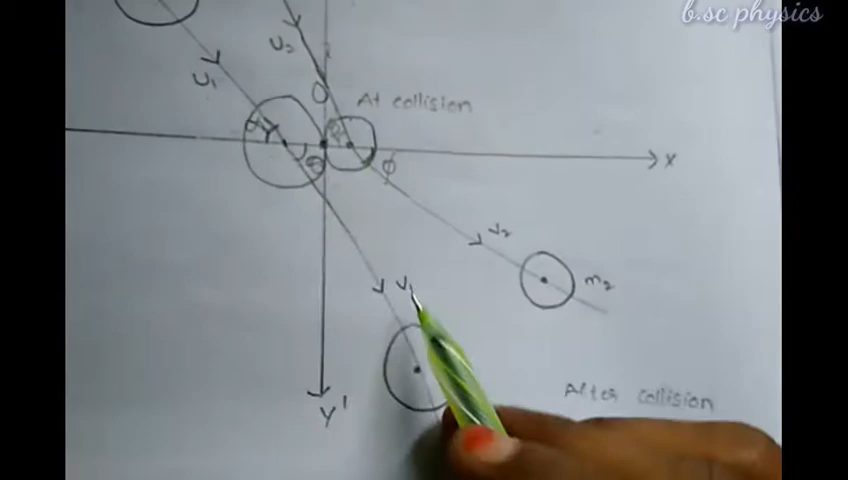 b.sc physics
U₂
U₁
O
At collision
α
β
θ
ϕ
X
V₂
m₂
V₁
After collision
Y'